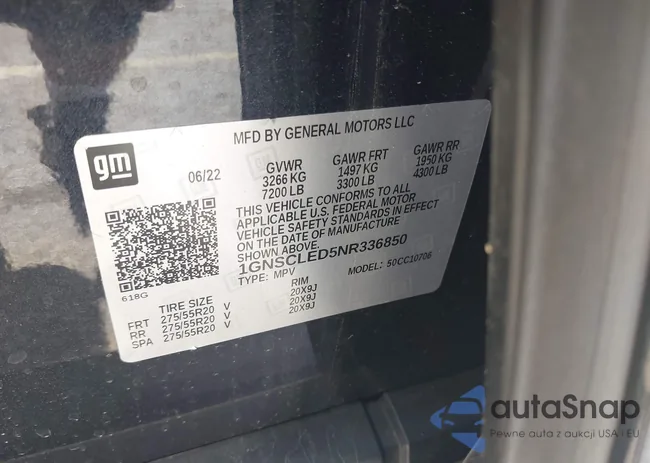 MFD BY GENERAL MOTORS LLC
gm
06/22
GVWR GAWR FRT GAWR RR
3266 KG 1497 KG 1950 KG
7200 LB 3300 LB 4300 LB
THIS VEHICLE CONFORMS TO ALL
APPLICABLE U.S. FEDERAL MOTOR
VEHICLE SAFETY STANDARDS IN EFFECT
ON THE DATE OF MANUFACTURE
SHOWN ABOVE.
1GNSCLED5NR336850
TYPE: MPV MODEL: 50CC10706
618G
TIRE SIZE RIM
FRT 275/55R20 V 20X9J
RR 275/55R20 V 20X9J
SPA 275/55R20 V 20X9J
autaSnap
Pewne auta z aukcji USA i EU